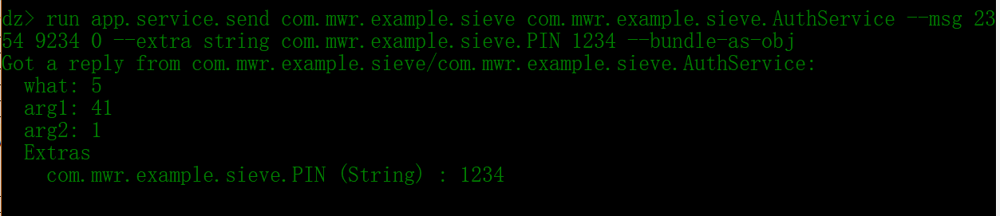 dz> run app.service.send com.mwr.example.sieve com.mwr.example.sieve.AuthService --msg 23
54 9234 0 --extra string com.mwr.example.sieve.PIN 1234 --bundle-as-obj
Got a reply from com.mwr.example.sieve/com.mwr.example.sieve.AuthService:
what: 5
arg1: 41
arg2: 1
Extras
com.mwr.example.sieve.PIN (String) : 1234